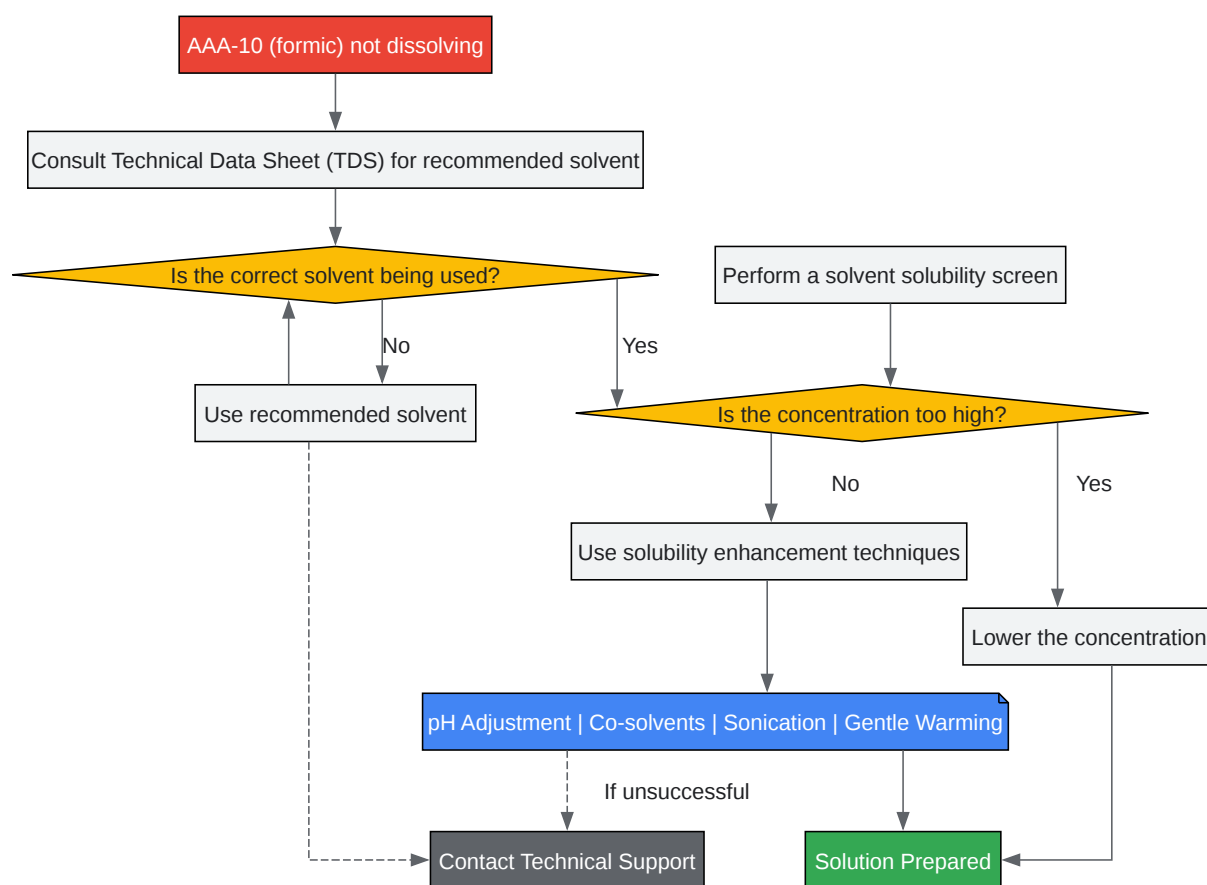 AAA-10 (formic) not dissolving
Consult Technical Data Sheet (TDS) for recommended solvent
Is the correct solvent being used?
Perform a solvent solubility screen
No
Yes
Use recommended solvent
Is the concentration too high?
No
Yes
Use solubility enhancement techniques
Lower the concentration
pH Adjustment | Co-solvents | Sonication | Gentle Warming
If unsuccessful
Contact Technical Support
Solution Prepared